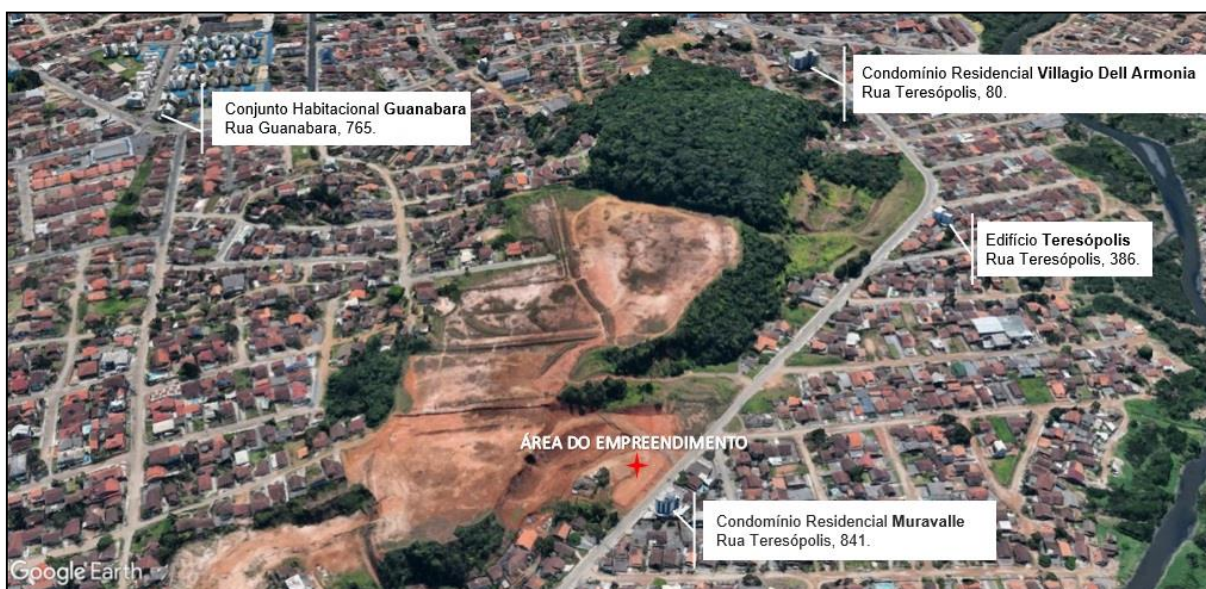 Condomínio Residencial Villagio Dell Armonia
Rua Teresópolis, 80.
Conjunto Habitacional Guanabara
Rua Guanabara, 765.
Edifício Teresópolis
Rua Teresópolis, 386.
ÁREA DO EMPREENDIMENTO
Condomínio Residencial Muravalle
Rua Teresópolis, 841.
Google Earth